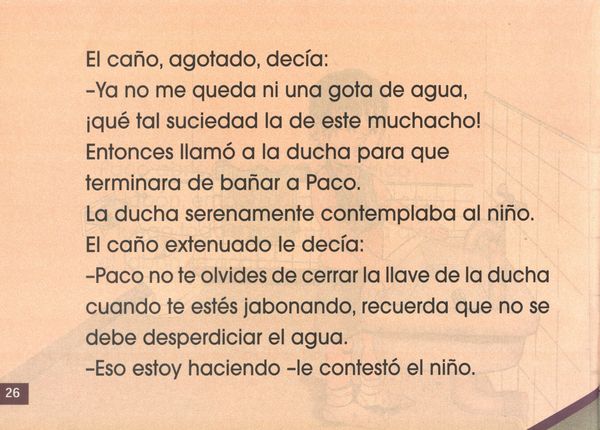 El caño, agotado, decía:
–Ya no me queda ni una gota de agua,
¡qué tal suciedad la de este muchacho!
Entonces llamó a la ducha para que
terminara de bañar a Paco.
La ducha serenamente contemplaba al niño.
El caño extenuado le decía:
–Paco no te olvides de cerrar la llave de la ducha
cuando te estés jabonando, recuerda que no se
debe desperdiciar el agua.
–Eso estoy haciendo –le contestó el niño.
26